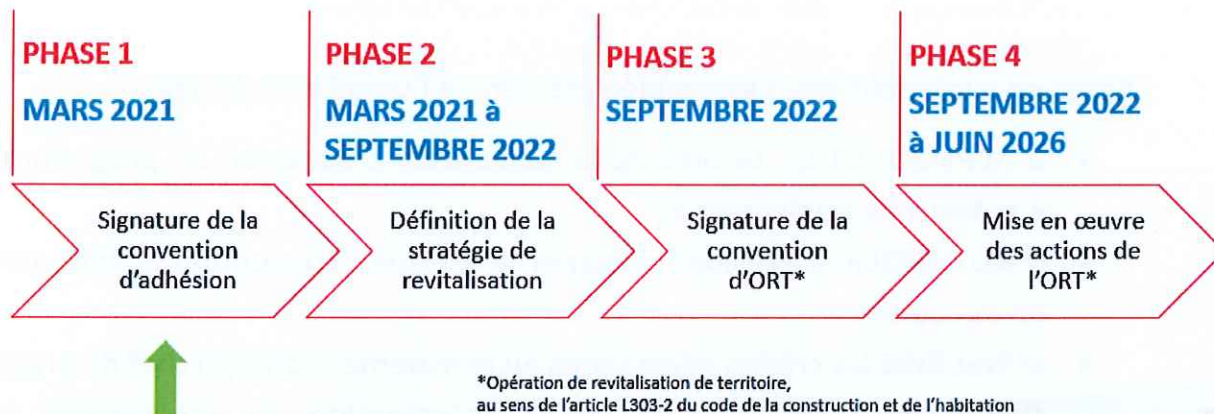 PHASE 1
MARS 2021
Signature de la
convention
d'adhésion
PHASE 2
MARS 2021 à
SEPTEMBRE 2022
Définition de la
stratégie de
revitalisation
PHASE 3
SEPTEMBRE 2022
Signature de la
convention
d'ORT*
PHASE 4
SEPTEMBRE 2022
à JUIN 2026
Mise en œuvre
des actions de
l'ORT*
*Opération de revitalisation de territoire,
au sens de l'article L303-2 du code de la construction et de l'habitation